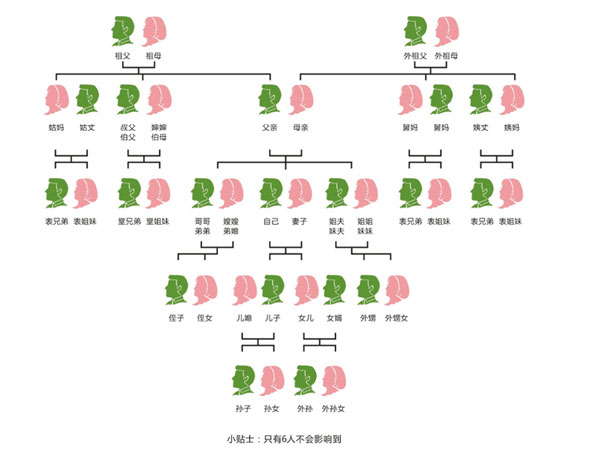 祖父 祖母 外祖父 外祖母
姑妈 姑丈 叔父 婶婶 父亲 母亲 舅妈 舅妈 姨丈 姨妈
伯父 伯母
表兄弟 表姐妹 堂兄弟 堂姐妹 哥哥 嫂嫂 自己 妻子 姐夫 姐姐 表兄弟 表姐妹 表兄弟 表姐妹
弟弟 弟媳 妹夫 妹妹
侄子 侄女 儿媳 儿子 女儿 女婿 外甥 外甥女
孙子 孙女 外孙 外孙女
小贴士：只有6人不会影响到